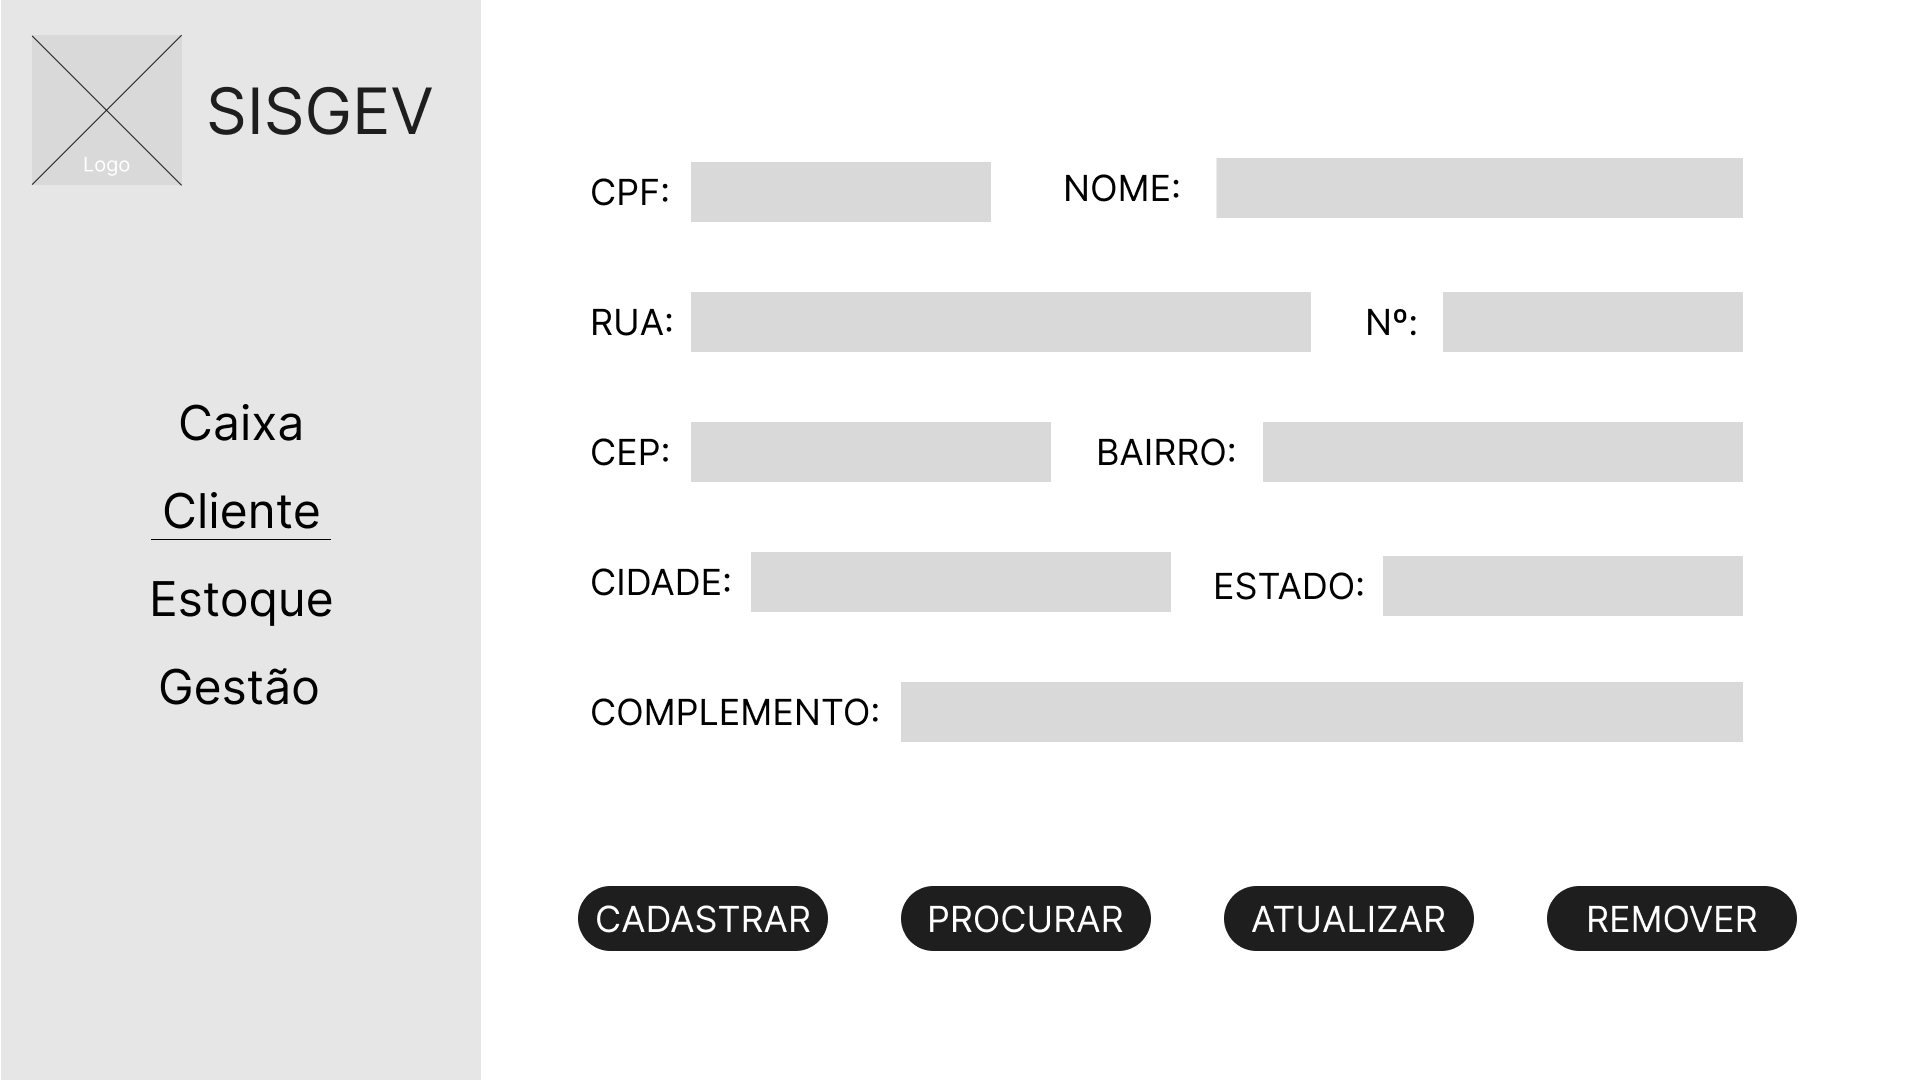 Logo
SISGEV
Caixa
Cliente
Estoque
Gestão
CPF: NOME:
RUA: Nº:
CEP: BAIRRO:
CIDADE: ESTADO:
COMPLEMENTO:
CADASTRAR PROCURAR ATUALIZAR REMOVER